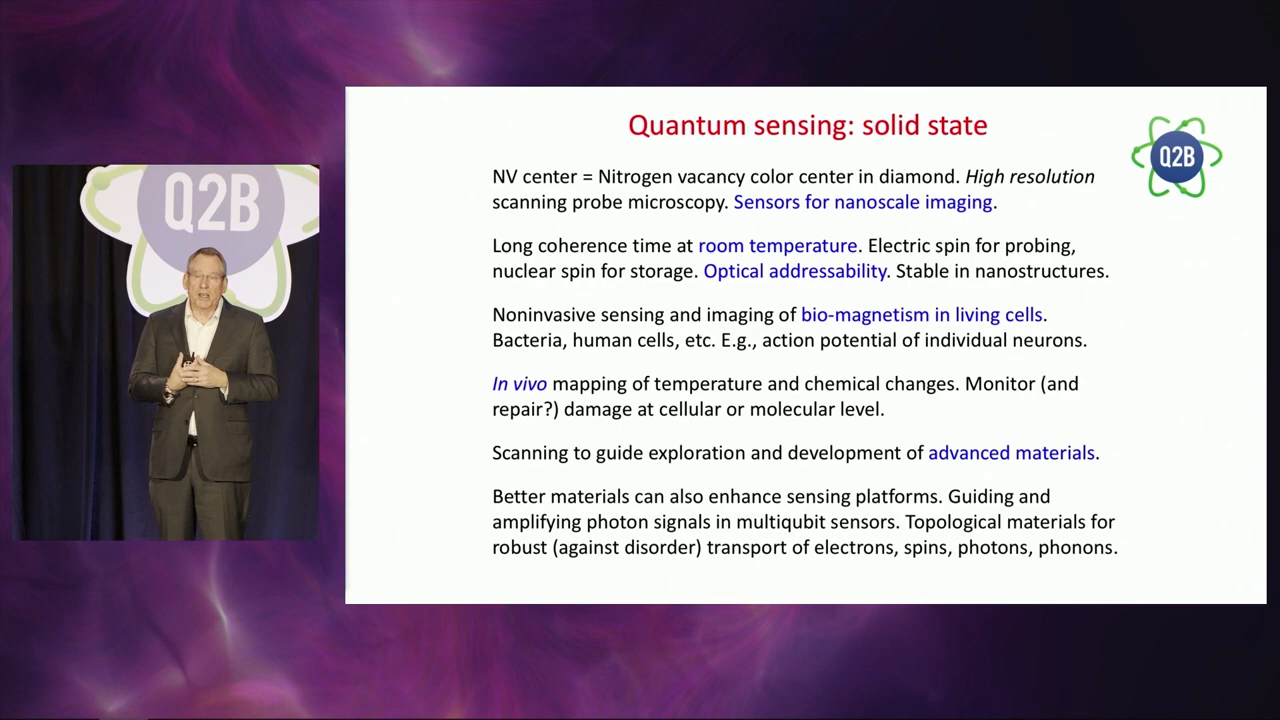 Q2B
Quantum sensing: solid state
Q2B
NV center = Nitrogen vacancy color center in diamond. High resolution
scanning probe microscopy. Sensors for nanoscale imaging.
Long coherence time at room temperature. Electric spin for probing,
nuclear spin for storage. Optical addressability. Stable in nanostructures.
Noninvasive sensing and imaging of bio-magnetism in living cells.
Bacteria, human cells, etc. E.g., action potential of individual neurons.
In vivo mapping of temperature and chemical changes. Monitor (and
repair?) damage at cellular or molecular level.
Scanning to guide exploration and development of advanced materials.
Better materials can also enhance sensing platforms. Guiding and
amplifying photon signals in multiqubit sensors. Topological materials for
robust (against disorder) transport of electrons, spins, photons, phonons.